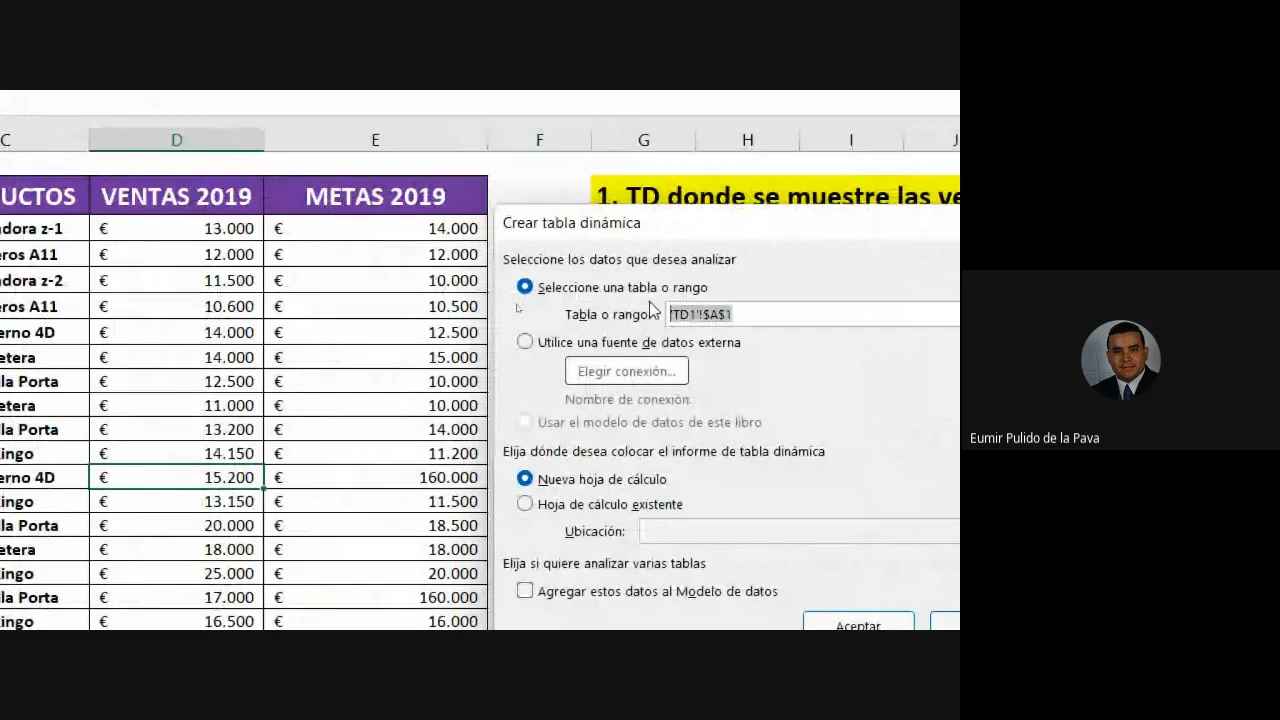 C D E F G H I J
UCTOS VENTAS 2019 METAS 2019
adora z-1 € 13.000 € 14.000
eros A11 € 12.000 € 12.000
adora z-2 € 11.500 € 10.000
eros A11 € 10.600 € 10.500
erno 4D € 14.000 € 12.500
etera € 14.000 € 15.000
lla Porta € 12.500 € 10.000
etera € 11.000 € 10.000
lla Porta € 13.200 € 14.000
ingo € 14.150 € 11.200
erno 4D € 15.200 € 160.000
ingo € 13.150 € 11.500
lla Porta € 20.000 € 18.500
etera € 18.000 € 18.000
ingo € 25.000 € 20.000
lla Porta € 17.000 € 160.000
€ 16.500 € 16.000
1. TD donde se muestre las ve
Crear tabla dinámica
Seleccione los datos que desea analizar
Seleccione una tabla o rango
Tabla o rango 'TD1'!$A$1
Utilice una fuente de datos externa
Elegir conexión...
Nombre de conexión:
Usar el modelo de datos de este libro
Elija dónde desea colocar el informe de tabla dinámica
Nueva hoja de cálculo
Hoja de cálculo existente
Ubicación:
Elija si quiere analizar varias tablas
Agregar estos datos al Modelo de datos
Aceptar
Eumir Pulido de la Pava